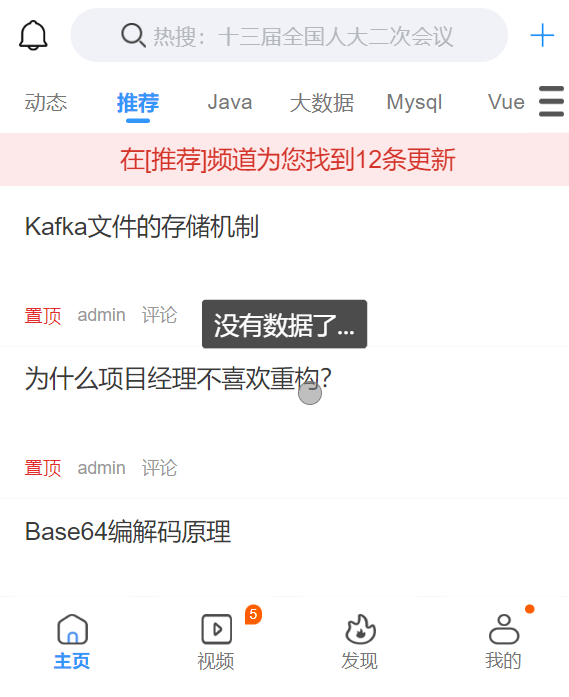 热搜：十三届全国人大二次会议
动态 推荐 Java 大数据 Mysql Vue
在[推荐]频道为您找到12条更新
Kafka文件的存储机制
置顶 admin 评论
没有数据了...
为什么项目经理不喜欢重构？
置顶 admin 评论
Base64编解码原理
5
主页 视频 发现 我的